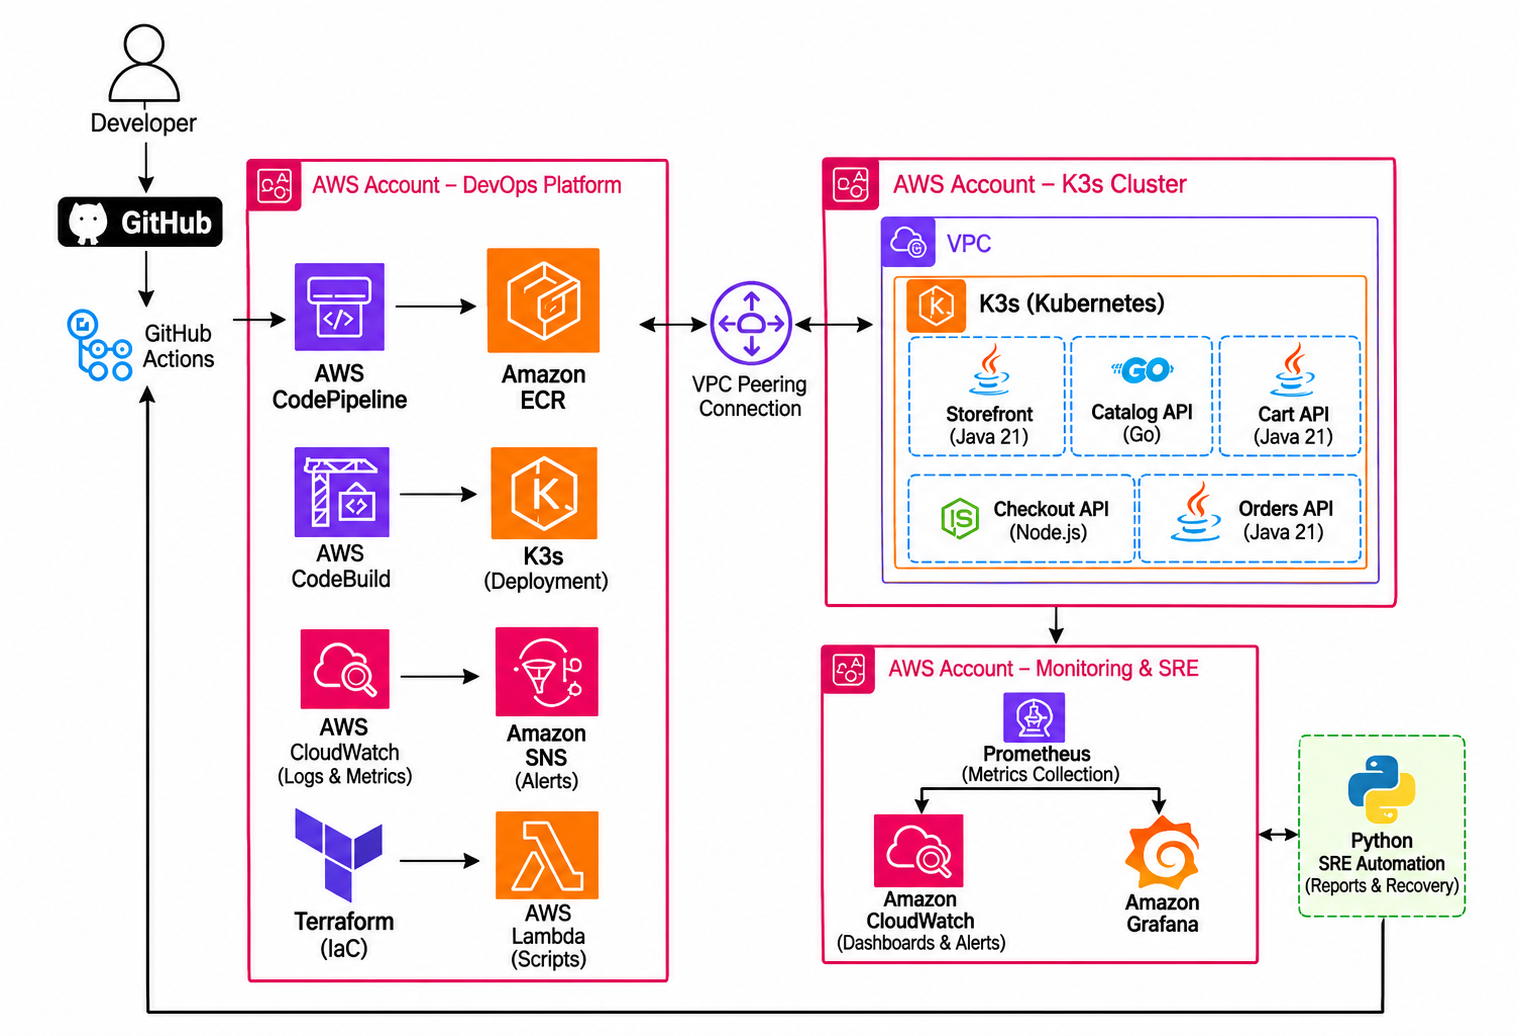 Developer
GitHub
GitHub
Actions
AWS Account – DevOps Platform
AWS
CodePipeline
Amazon
ECR
AWS
CodeBuild
K3s
(Deployment)
AWS
CloudWatch
(Logs & Metrics)
Amazon
SNS
(Alerts)
Terraform
(IaC)
AWS
Lambda
(Scripts)
VPC Peering
Connection
AWS Account – K3s Cluster
VPC
K3s (Kubernetes)
Storefront
(Java 21)
GO
Catalog API
(Go)
Cart API
(Java 21)
JS
Checkout API
(Node.js)
Orders API
(Java 21)
AWS Account – Monitoring & SRE
Prometheus
(Metrics Collection)
Amazon
CloudWatch
(Dashboards & Alerts)
Amazon
Grafana
Python
SRE Automation
(Reports & Recovery)